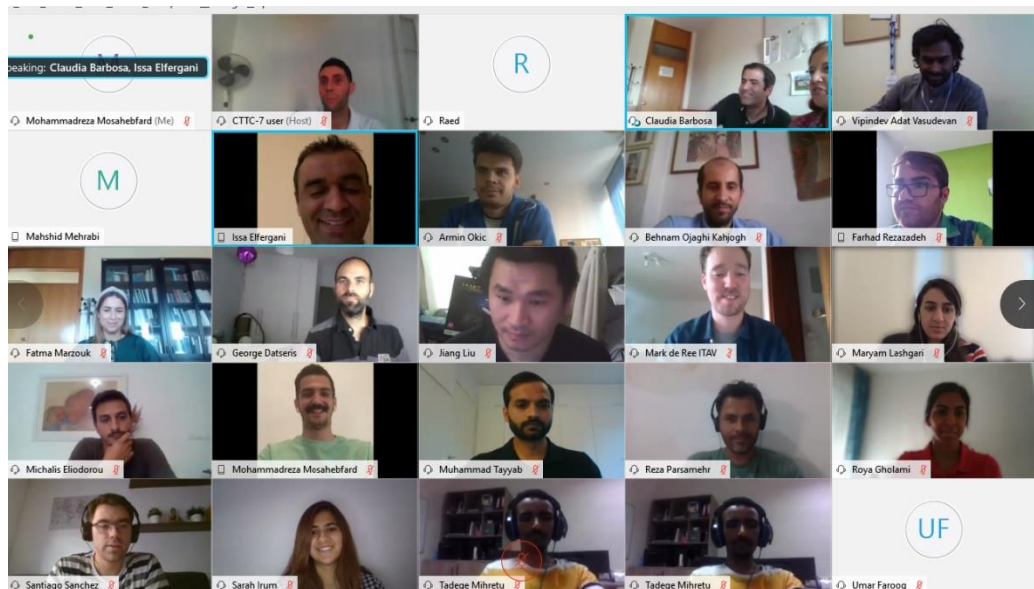 peaking: Claudia Barbosa, Issa Elfergani
Mohammadreza Mosahebfard (Me)
CTTC-7 user (Host)
R
Raed
Claudia Barbosa
Vipindev Adat Vasudevan
M
Mahshid Mehrabi
Issa Elfergani
Armin Okic
Behnam Ojaghi Kahjogh
Farhad Rezazadeh
Fatma Marzouk
George Datseris
Jiang Liu
Mark de Ree ITAV
Maryam Lashgari
Michalis Eliodorou
Mohammadreza Mosahebfard
Muhammad Tayyab
Reza Parsamehr
Roya Gholami
Santiago Sanchez
Sarah Irum
Tadege Mihretu
Tadege Mihretu
UF
Umar Farooq